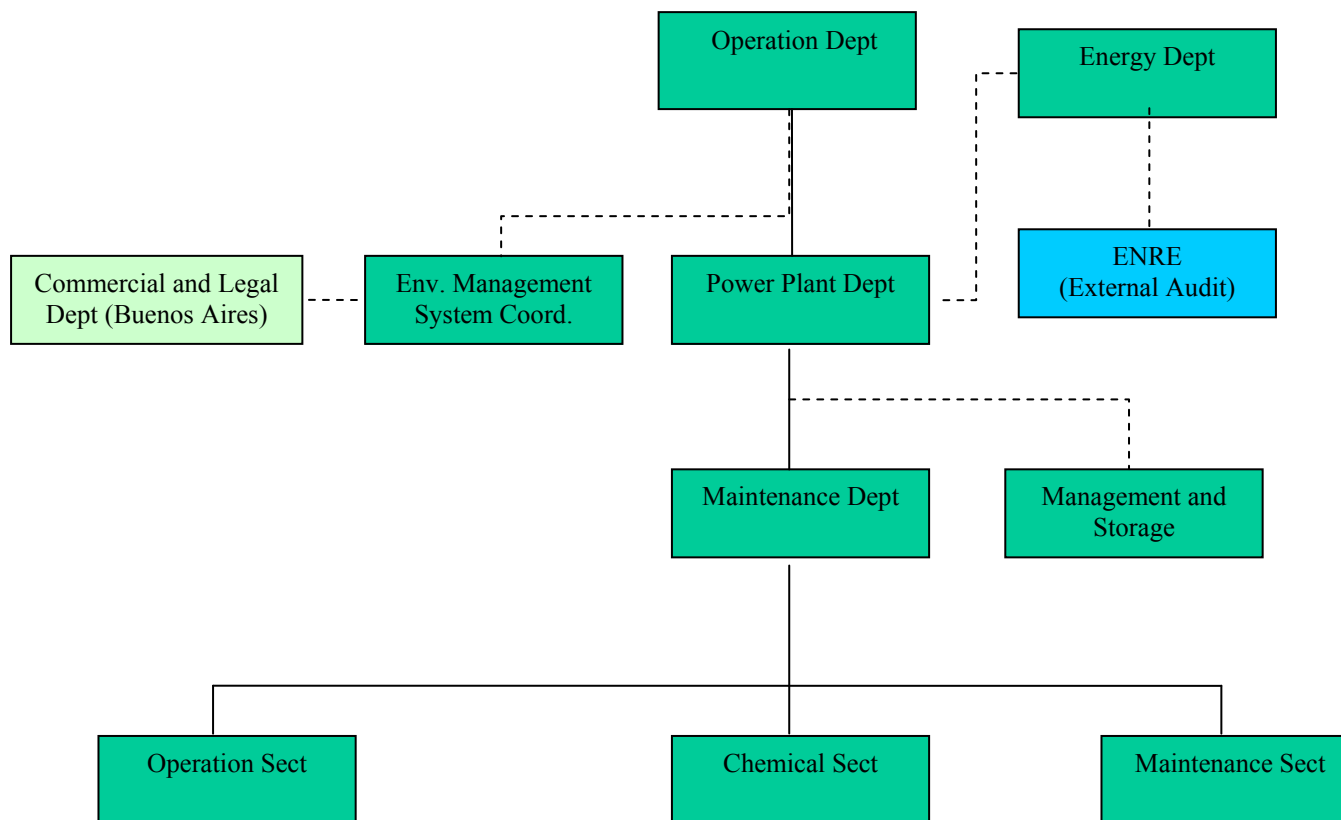 Operation Dept
Energy Dept
Commercial and Legal
Dept (Buenos Aires)
Env. Management
System Coord.
Power Plant Dept
ENRE
(External Audit)
Maintenance Dept
Management and
Storage
Operation Sect
Chemical Sect
Maintenance Sect